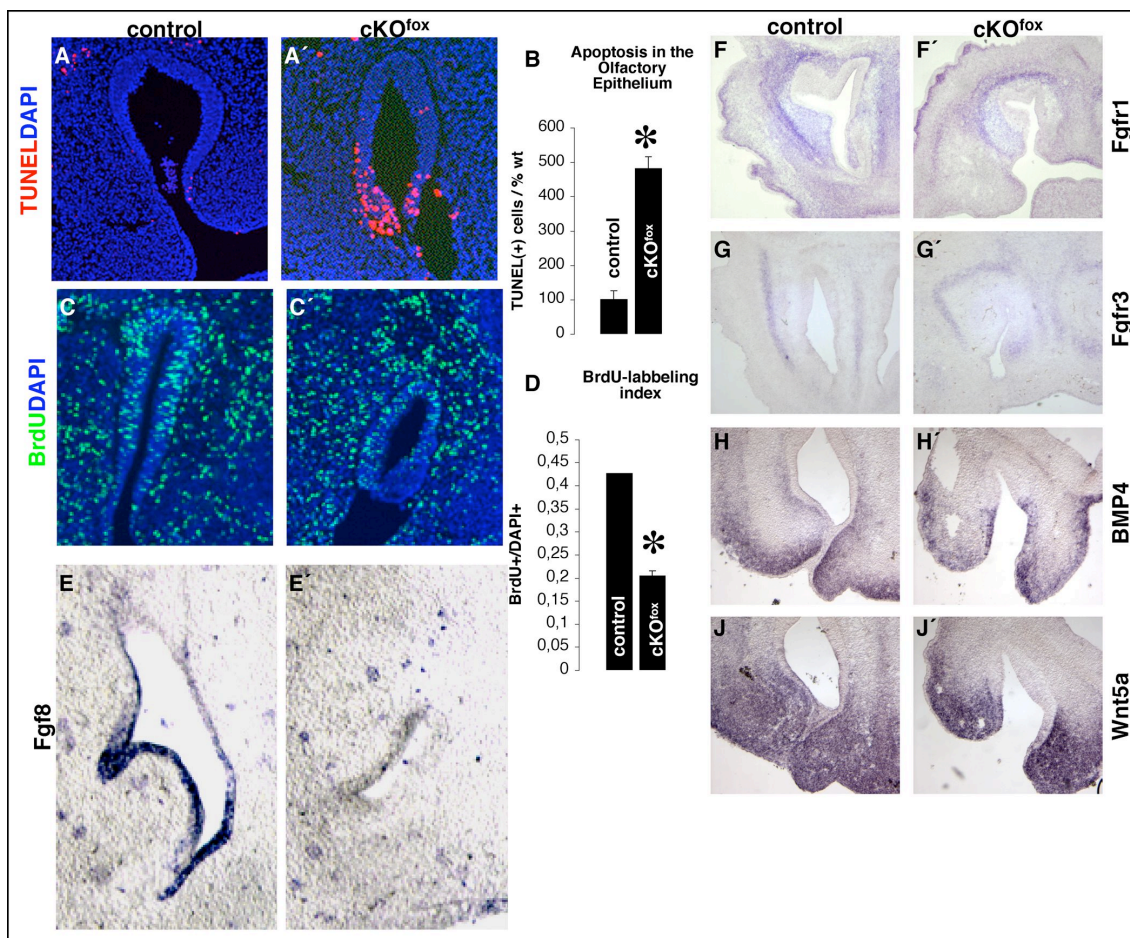 control
cKOfox
A
A´
TUNELDAPI
B
Apoptosis in the
Olfactory
Epithelium
TUNEL(+) cells / % wt
600
500
400
300
200
100
0
control
cKOfox
*
C
C´
BrdUDAPI
D
BrdU-labbeling
index
BrdU+/DAPI+
0,5
0,45
0,4
0,35
0,3
0,25
0,2
0,15
0,1
0,05
0
control
cKOfox
*
E
E´
Fgf8
control
cKOfox
F
F´
Fgfr1
G
G´
Fgfr3
H
H´
BMP4
J
J´
Wnt5a